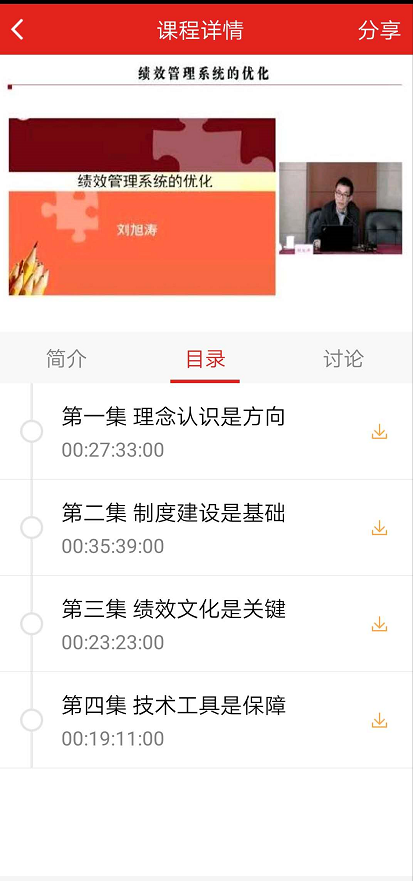 课程详情
分享
绩效管理系统的优化
绩效管理系统的优化
刘旭涛
简介
目录
讨论
第一集 理念认识是方向
00:27:33:00
第二集 制度建设是基础
00:35:39:00
第三集 绩效文化是关键
00:23:23:00
第四集 技术工具是保障
00:19:11:00